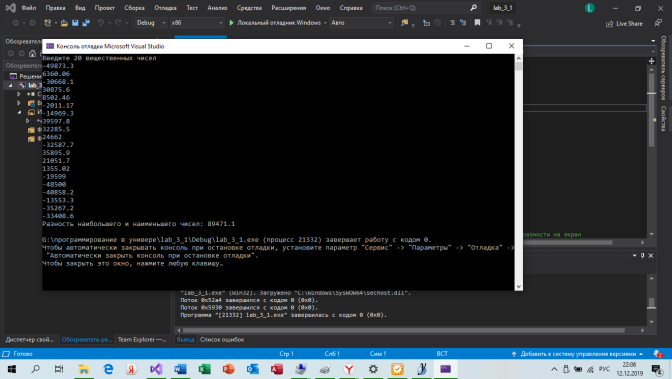 Файл Правка Вид Проект Сборка Отладка Тест Анализ Средства Расширения Окно Справка Поиск (Ctrl+Q) lab_3_1 L
Debug x86 Локальный отладчик Windows Авто Live Share
Консоль отладки Microsoft Visual Studio
Введите 20 вещественных чисел
-49873.3
6360.06
-30668.1
30875.6
8502.46
-2011.17
-14969.3
39597.8
32285.5
24662
-32587.7
35895.9
21051.7
1355.02
-19599
-48500
-40858.2
-13553.3
-35267.2
-33408.6
Разность наибольшего и наименьшего чисел: 89471.1
G:\программирование в универе\lab_3_1\Debug\lab_3_1.exe (процесс 21332) завершает работу с кодом 0.
Чтобы автоматически закрывать консоль при остановке отладки, установите параметр "Сервис" -> "Параметры" -> "Отладка" ->
"Автоматически закрыть консоль при остановке отладки".
Чтобы закрыть это окно, нажмите любую клавишу…
Обозреватель серверов
Свойства
"lab_3_1.exe" (Win32). Загружено "C:\Windows\SysWOW64\sechost.dll".
Поток 0x52a4 завершился с кодом 0 (0x0).
Поток 0x5930 завершился с кодом 0 (0x0).
Программа "[21332] lab_3_1.exe" завершилась с кодом 0 (0x0).
Диспетчер свой... Обозреватель ре... Team Explorer —... Вывод Список ошибок
Готово Стр 1 Слб 1 Сим 1 ВСТ Добавить в систему управления версиями
РУС 22:06
12.12.2019